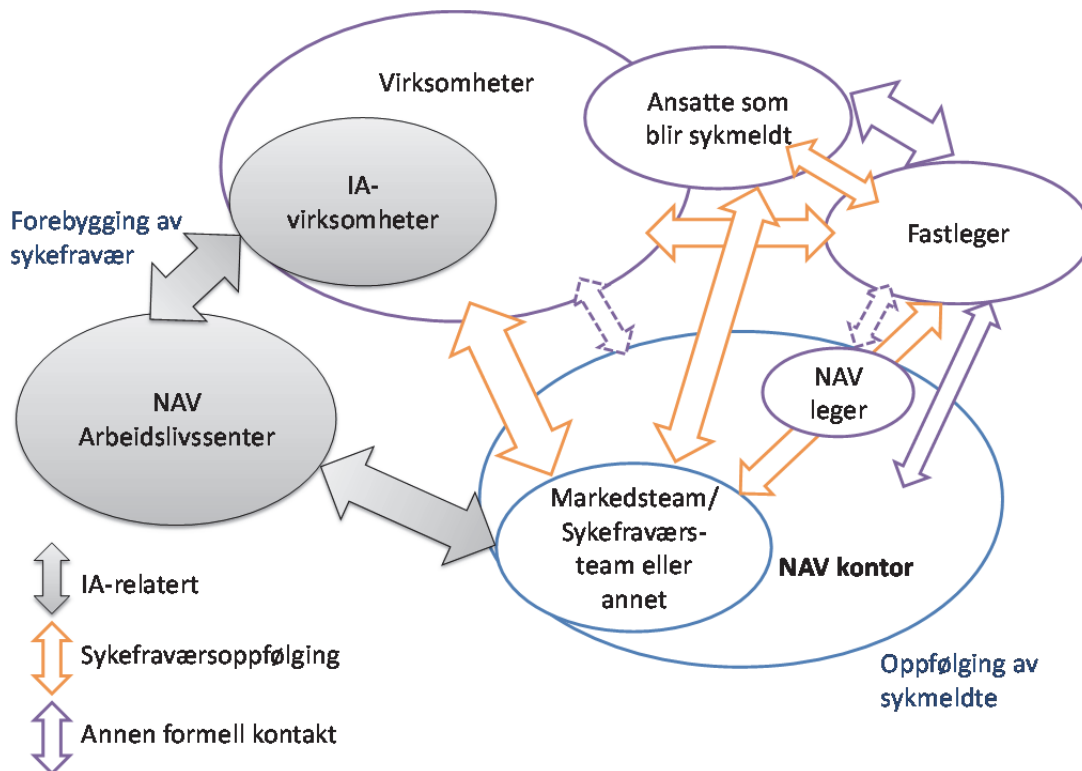 Virksomheter
Ansatte som
blir sykmeldt
IA-
virksomheter
Forebygging av
sykefravær
Fastleger
NAV
Arbeidslivssenter
NAV
leger
Markedsteam/
Sykefraværs-
team eller
annet
NAV kontor
Oppfølging av
sykmeldte
IA-relatert
Sykefraværsoppfølging
Annen formell kontakt